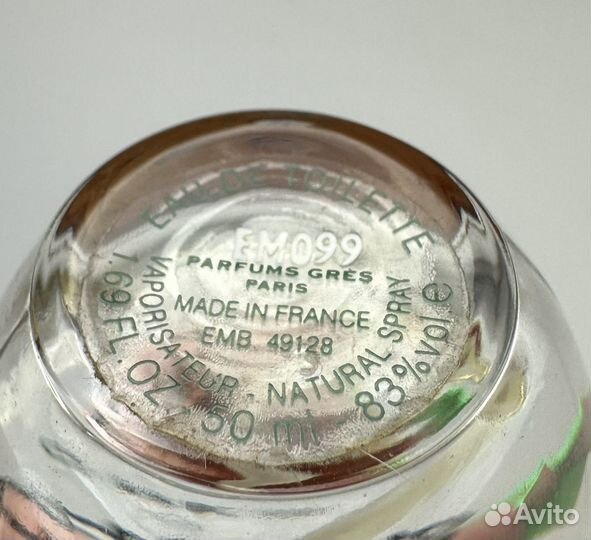 EAU DE TOILETTE
EM099
PARFUMS GRÈS
PARIS
MADE IN FRANCE
EMB. 49128
VAPORISATEUR - NATURAL SPRAY
1.69 FL. OZ / 50 ml 83% vol e
Avito